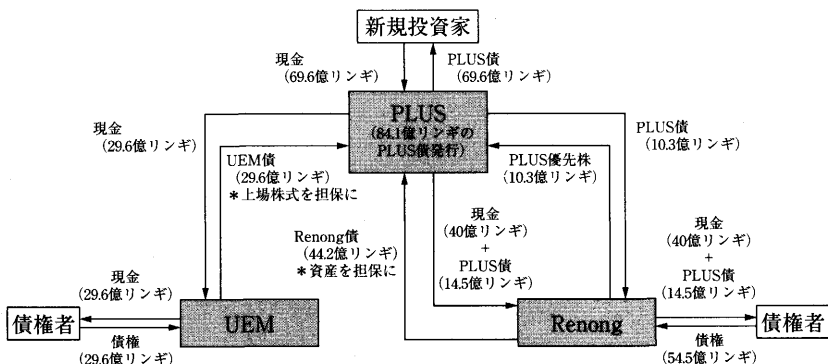 新規投資家
現金
(69.6億リンギ)
PLUS債
(69.6億リンギ)
PLUS
(84.1億リンギの
PLUS債発行)
現金
(29.6億リンギ)
UEM債
(29.6億リンギ)
*上場株式を担保に
PLUS優先株
(10.3億リンギ)
PLUS債
(10.3億リンギ)
Renong債
(44.2億リンギ)
*資産を担保に
現金
(40億リンギ)
+
PLUS債
(14.5億リンギ)
現金
(40億リンギ)
+
PLUS債
(14.5億リンギ)
現金
(29.6億リンギ)
債権者
債権
(29.6億リンギ)
UEM
Renong
債権者
債権
(54.5億リンギ)